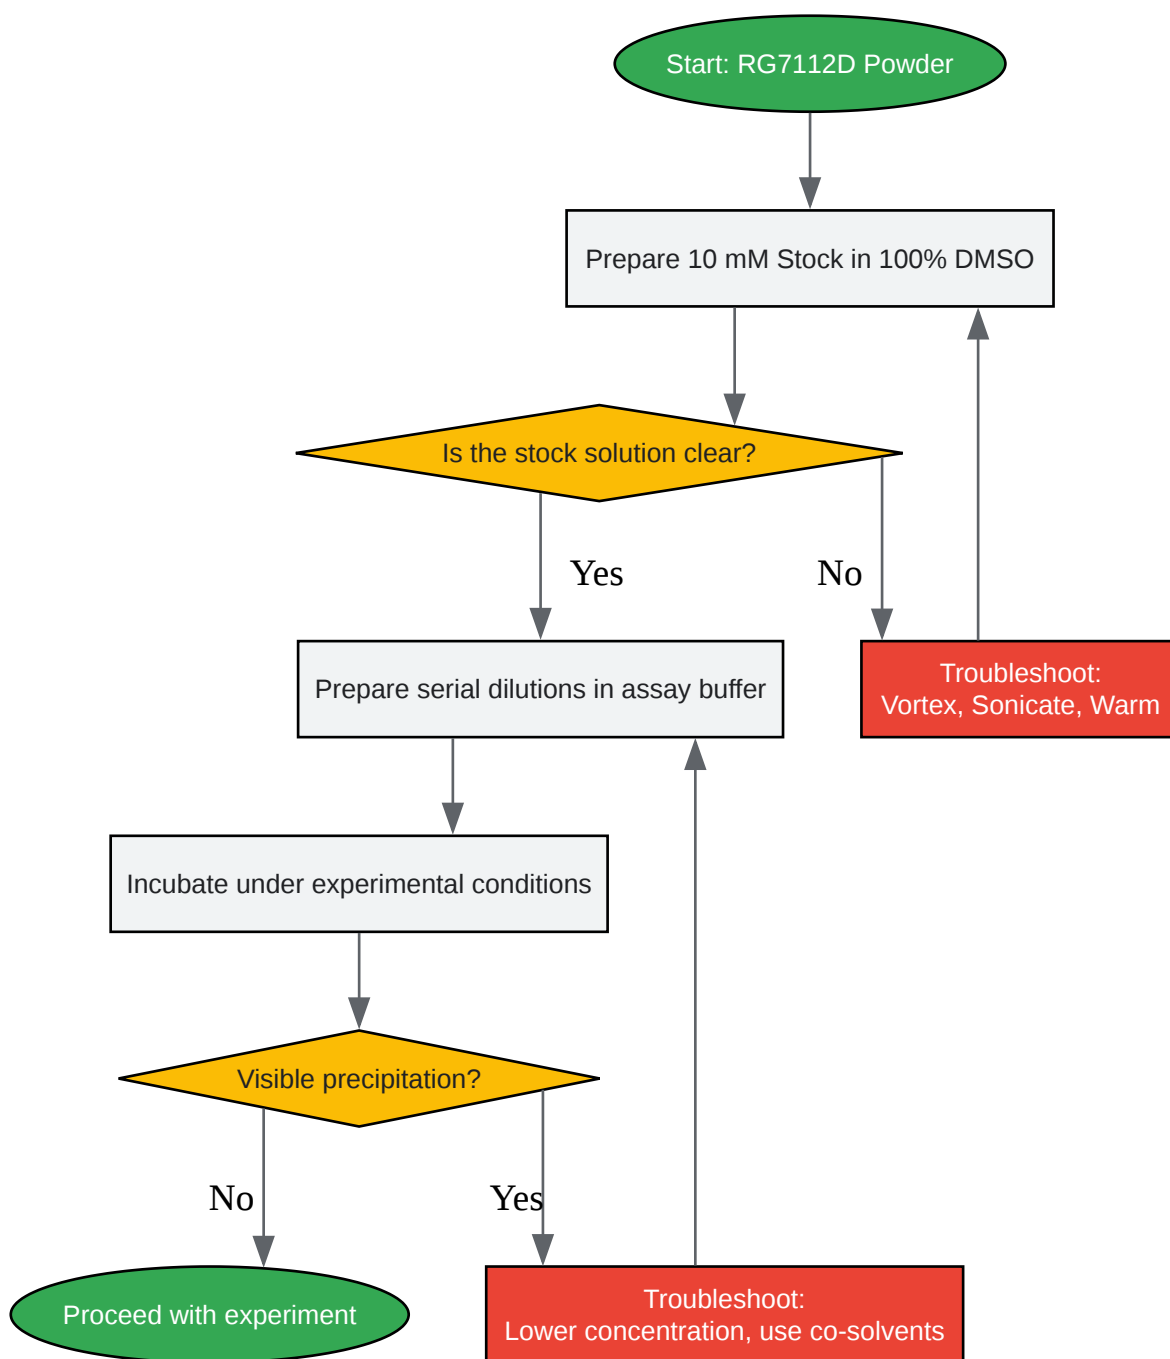 Start: RG7112D Powder
Prepare 10 mM Stock in 100% DMSO
Is the stock solution clear?
Yes
No
Prepare serial dilutions in assay buffer
Troubleshoot:
Vortex, Sonicate, Warm
Incubate under experimental conditions
Visible precipitation?
No
Yes
Proceed with experiment
Troubleshoot:
Lower concentration, use co-solvents